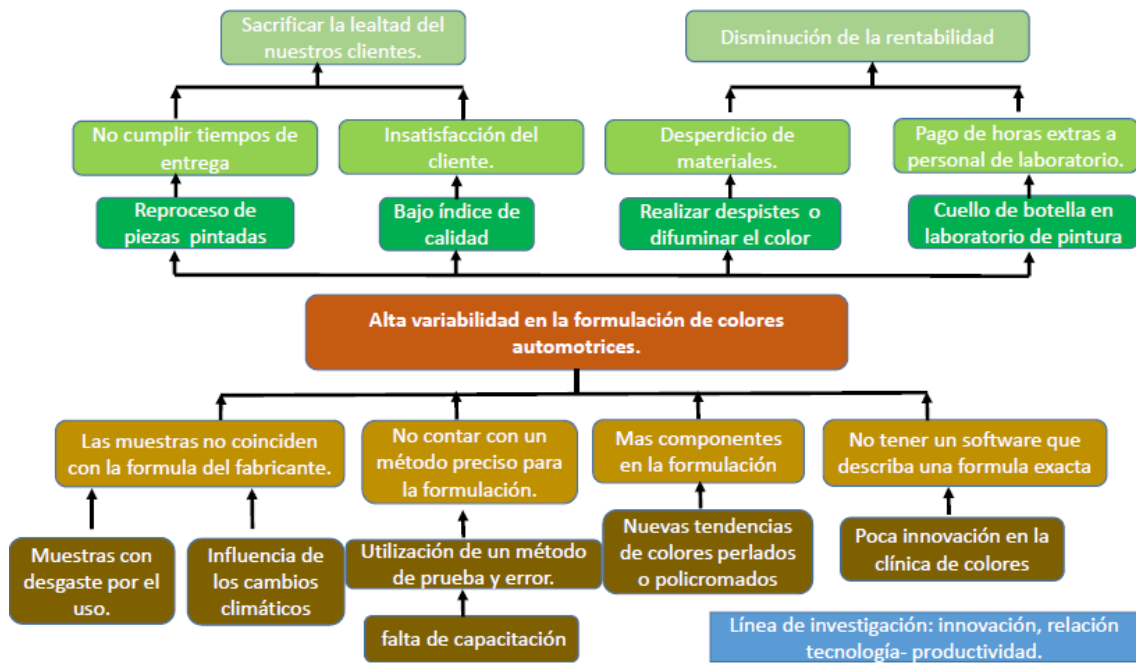 Sacrificar la lealtad del
nuestros clientes.
Disminución de la rentabilidad
No cumplir tiempos de
entrega
Insatisfacción del
cliente.
Desperdicio de
materiales.
Pago de horas extras a
personal de laboratorio.
Reproceso de
piezas pintadas
Bajo índice de
calidad
Realizar despistes o
difuminar el color
Cuello de botella en
laboratorio de pintura
Alta variabilidad en la formulación de colores
automotrices.
Las muestras no coinciden
con la formula del fabricante.
No contar con un
método preciso para
la formulación.
Mas componentes
en la formulación
No tener un software que
describa una formula exacta
Muestras con
desgaste por el
uso.
Influencia de
los cambios
climáticos
Utilización de un método
de prueba y error.
Nuevas tendencias
de colores perlados
o policromados
Poca innovación en la
clínica de colores
falta de capacitación
Línea de investigación: innovación, relación
tecnología- productividad.